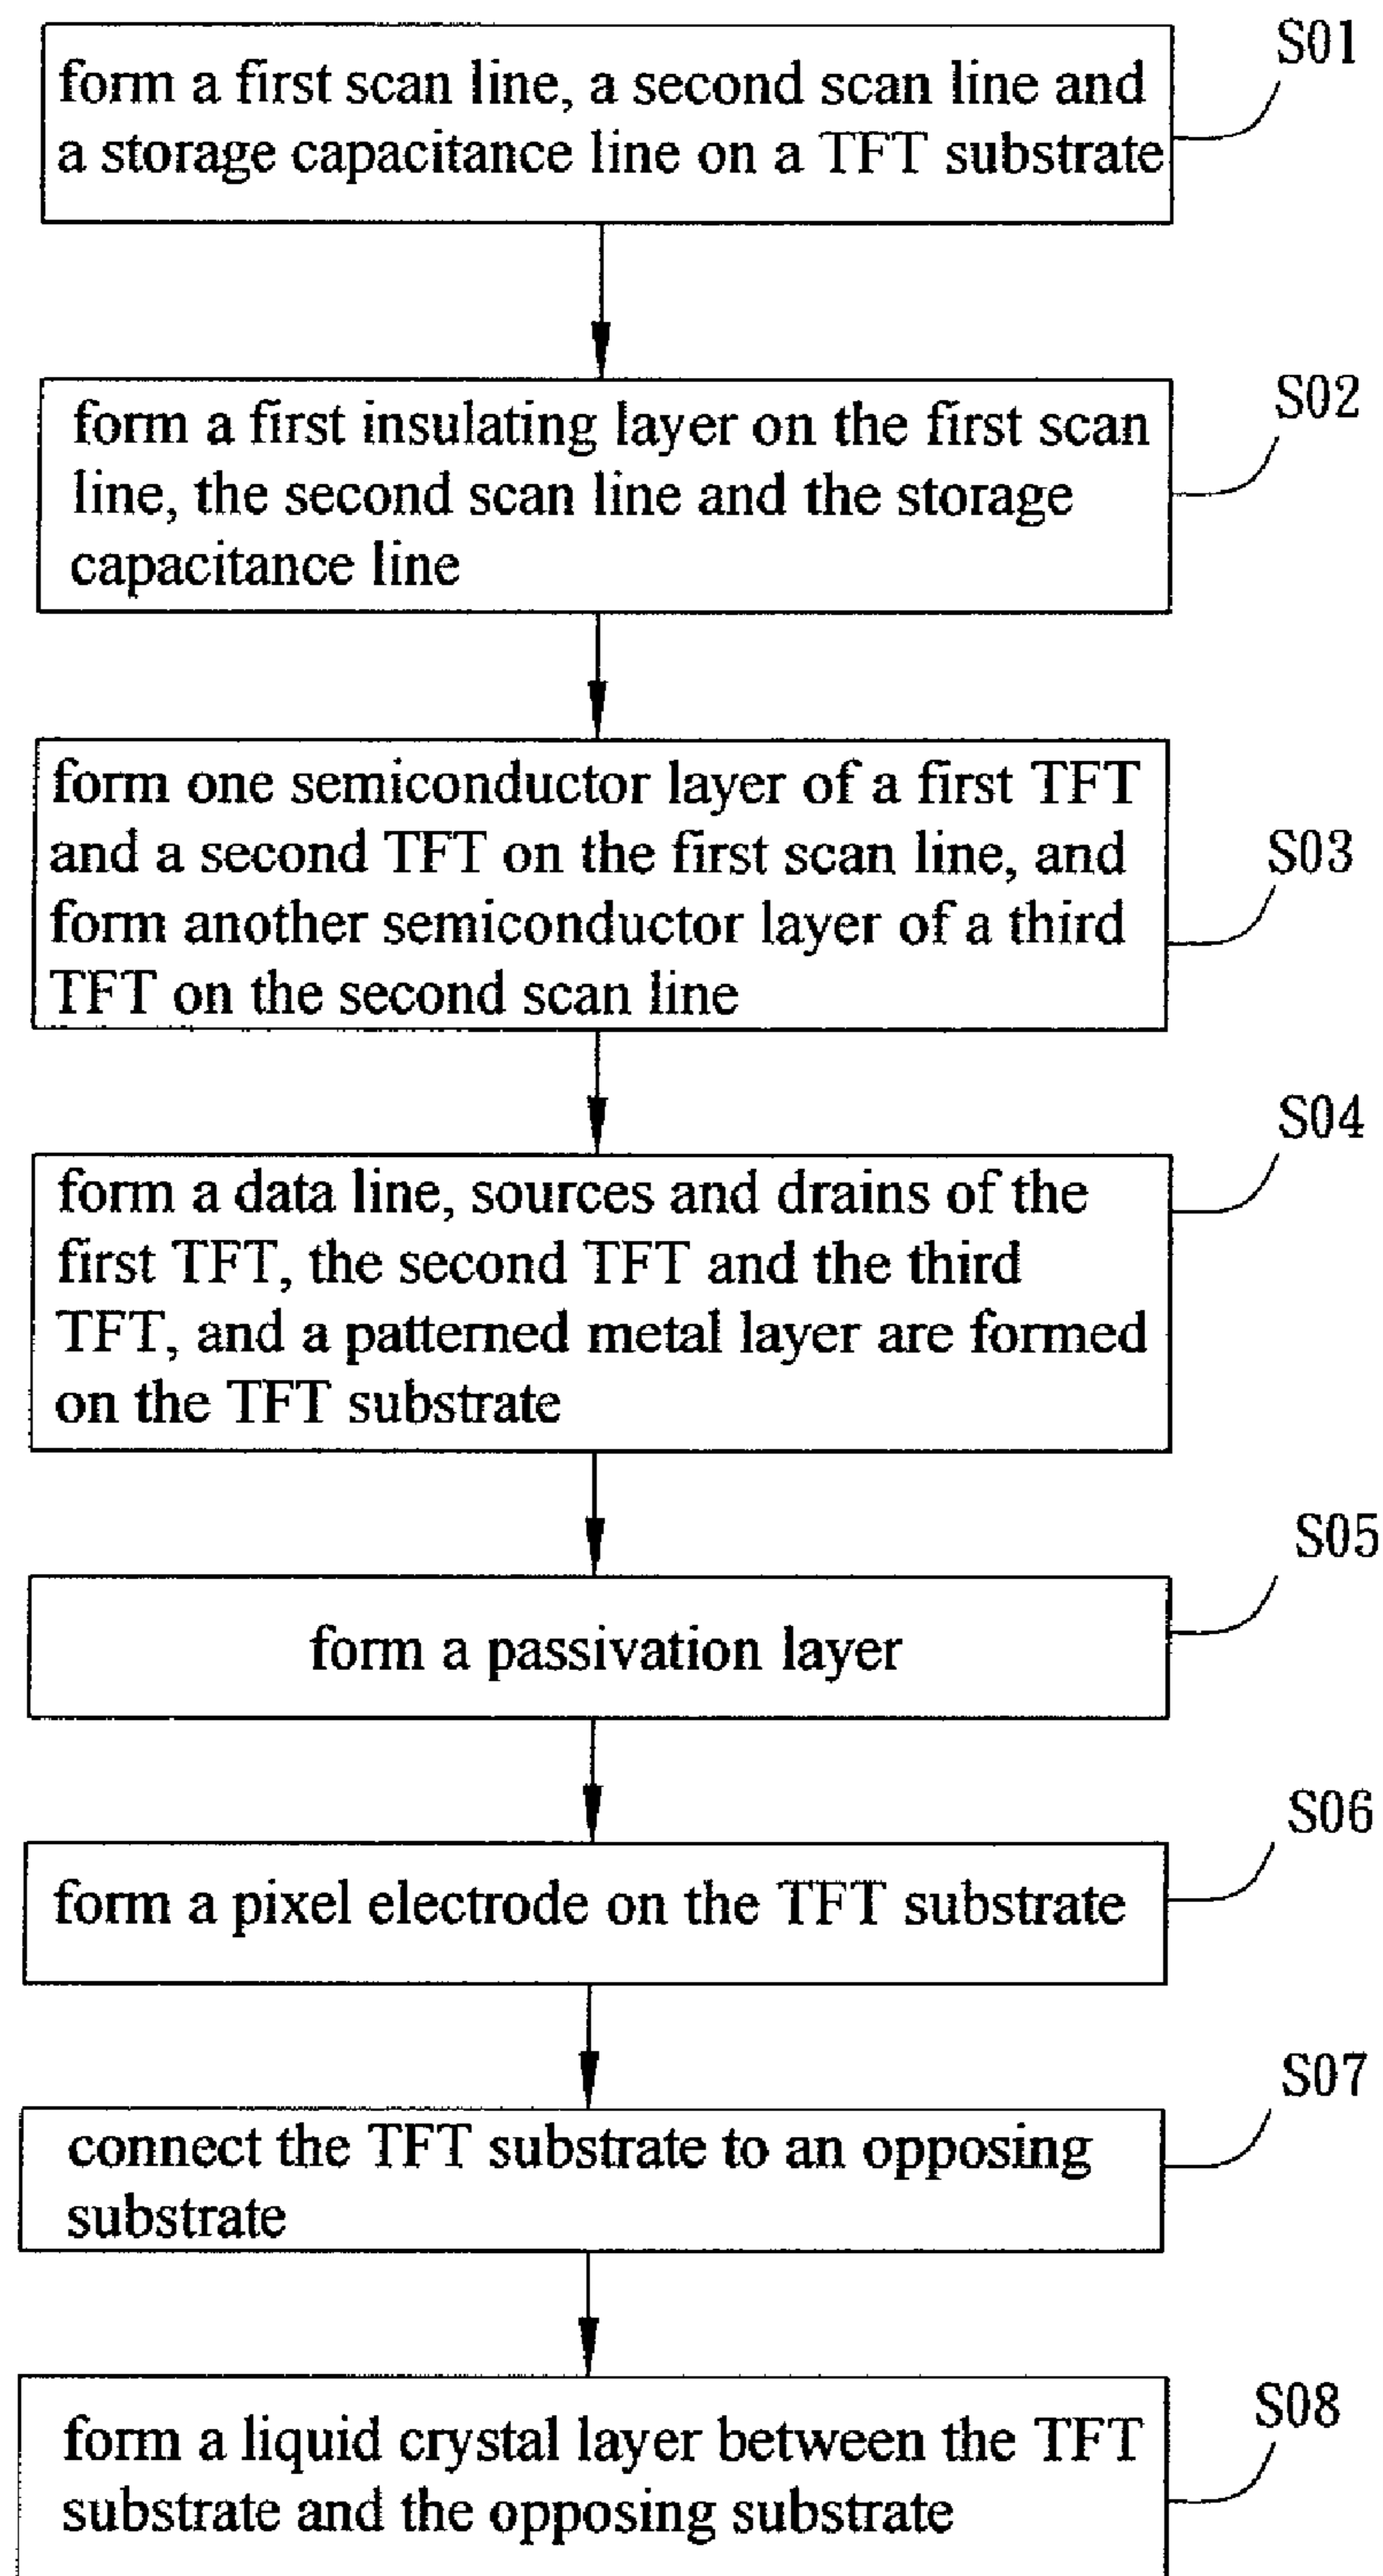 S01
form a first scan line, a second scan line and
a storage capacitance line on a TFT substrate
S02
form a first insulating layer on the first scan
line, the second scan line and the storage
capacitance line
form one semiconductor layer of a first TFT
and a second TFT on the first scan line, and
S03
form another semiconductor layer of a third
TFT on the second scan line
S04
form a data line, sources and drains of the
first TFT, the second TFT and the third
TFT, and a patterned metal layer are formed
on the TFT substrate
S05
form a passivation layer
S06
form a pixel electrode on the TFT substrate
S07
connect the TFT substrate to an opposing
substrate
S08
form a liquid crystal layer between the TFT
substrate and the opposing substrate